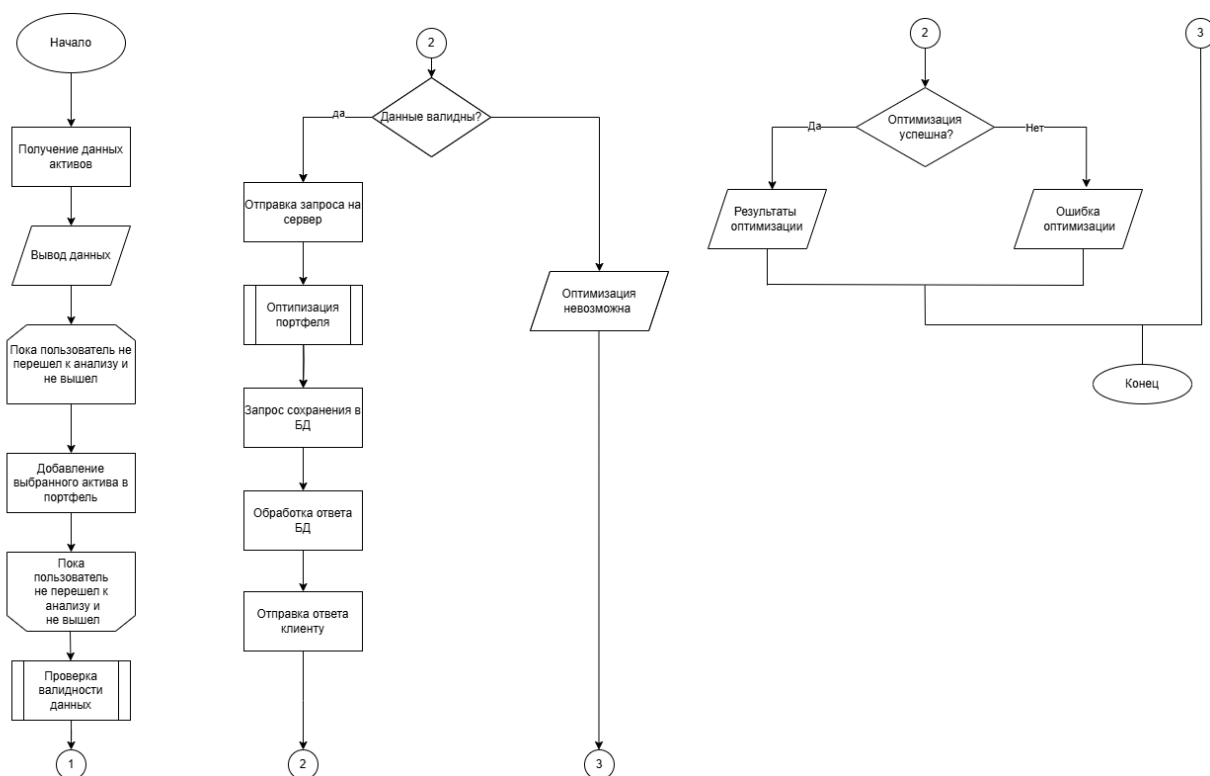 Начало
Получение данных
активов
Вывод данных
Пока пользователь не
перешел к анализу и
не вышел
Добавление
выбранного актива в
портфель
Пока
пользователь
не перешел к
анализу и
не вышел
Проверка
валидности
данных
1
2
Данные валидны?
да
Отправка запроса на
сервер
Оптипизация
портфеля
Запрос сохранения в
БД
Обработка ответа
БД
Отправка ответа
клиенту
2
Оптимизация
невозможна
3
2
Оптимизация
успешна?
Да
Нет
Результаты
оптимизации
Ошибка
оптимизации
3
Конец